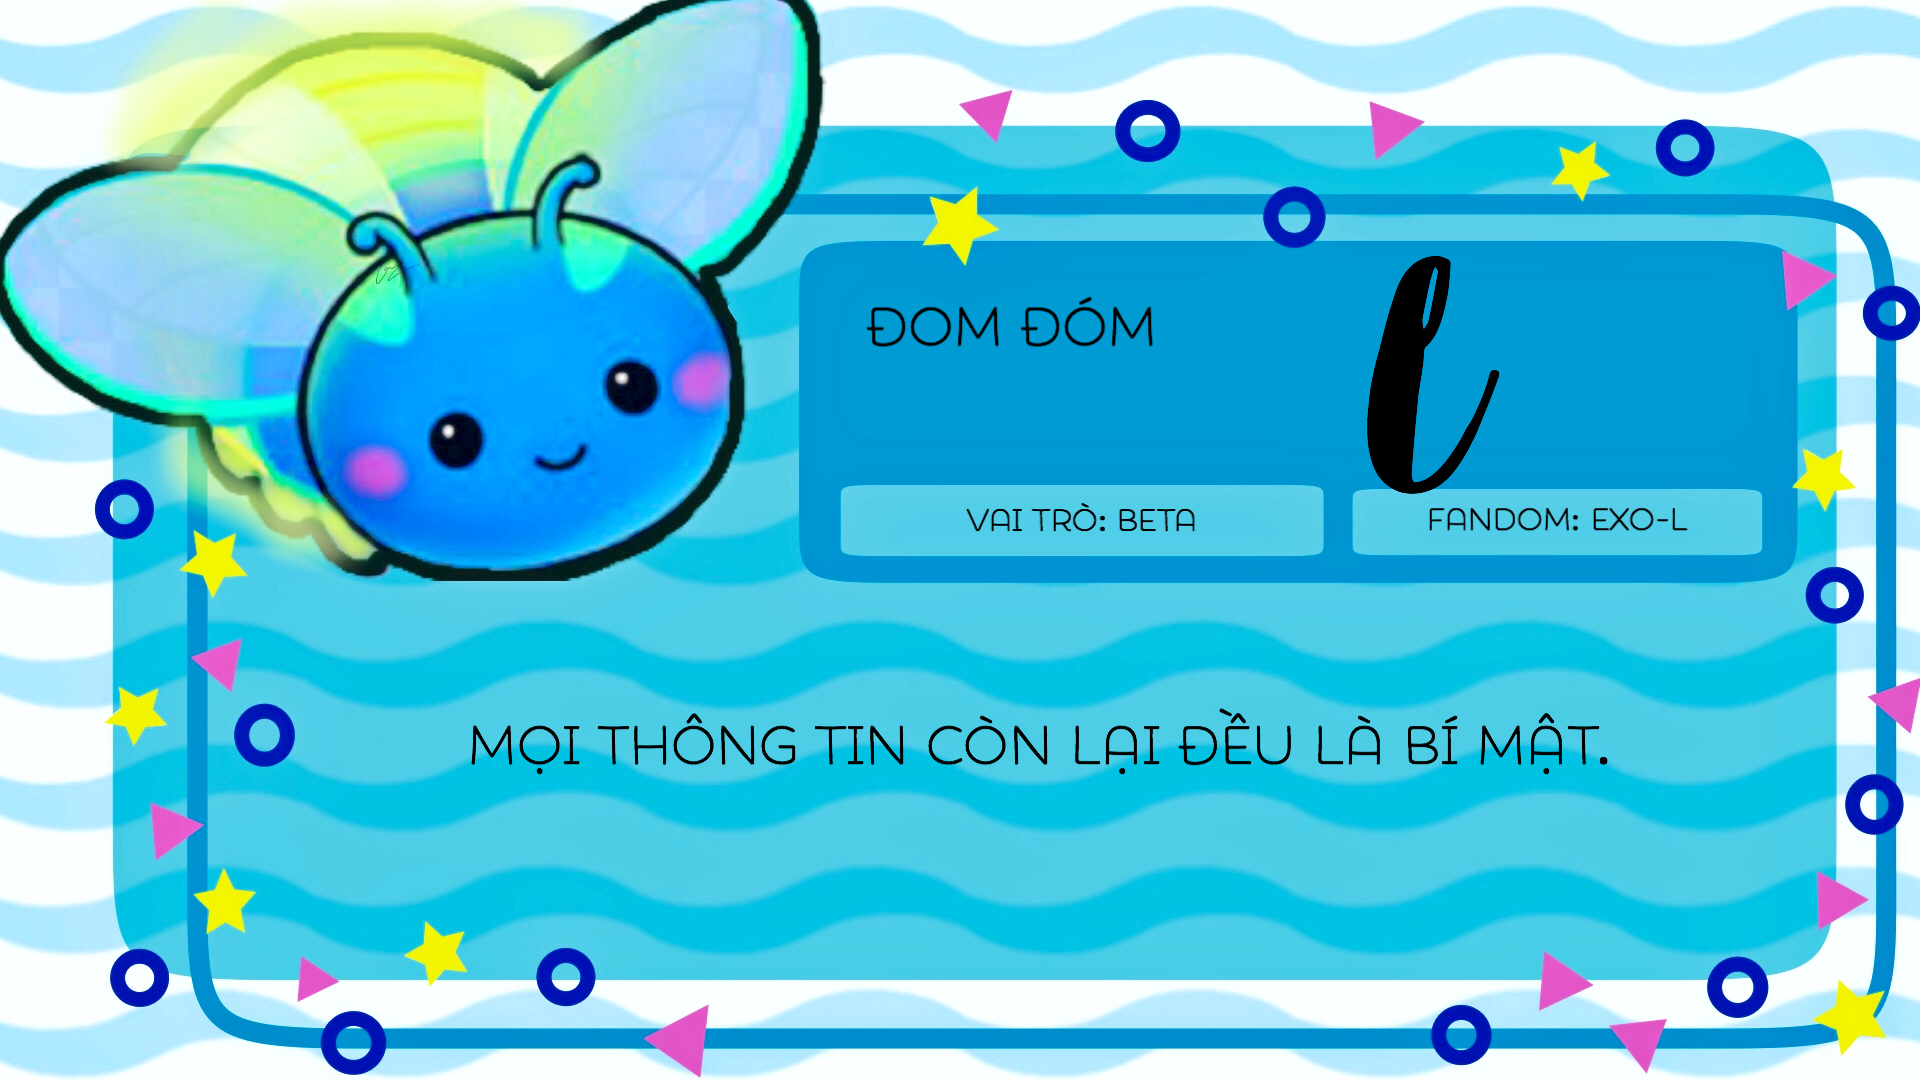 ĐOM ĐÓM
l
VAI TRÒ: BETA
FANDOM: EXO-L
MỌI THÔNG TIN CÒN LẠI ĐỀU LÀ BÍ MẬT.